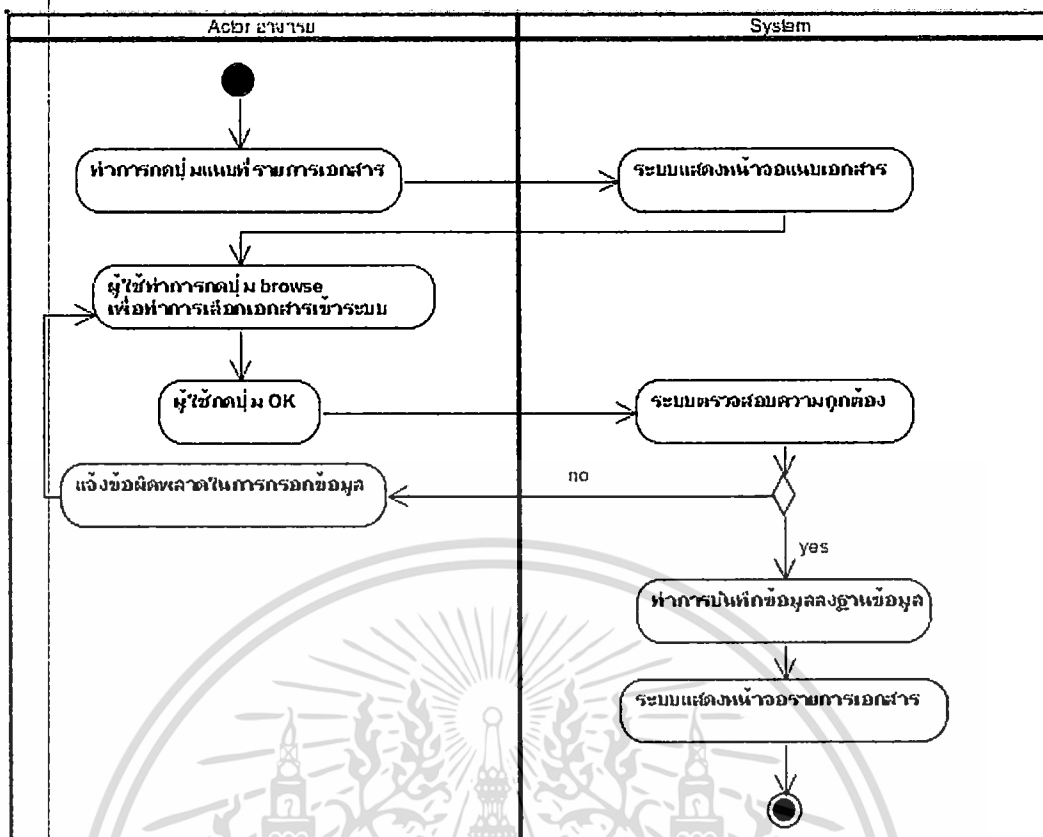 Actor อาจารย์
System
ทำการกดปุ่มแนบที่รายการเอกสาร
ระบบแสดงหน้าจอแนบเอกสาร
ผู้ใช้ทำการกดปุ่ม browse
เพื่อทำการเลือกเอกสารเข้าระบบ
ผู้ใช้กดปุ่ม OK
ระบบตรวจสอบความถูกต้อง
แจ้งข้อผิดพลาดในการกรอกข้อมูล
no
yes
ทำการบันทึกข้อมูลลงฐานข้อมูล
ระบบแสดงหน้าจอรายการเอกสาร